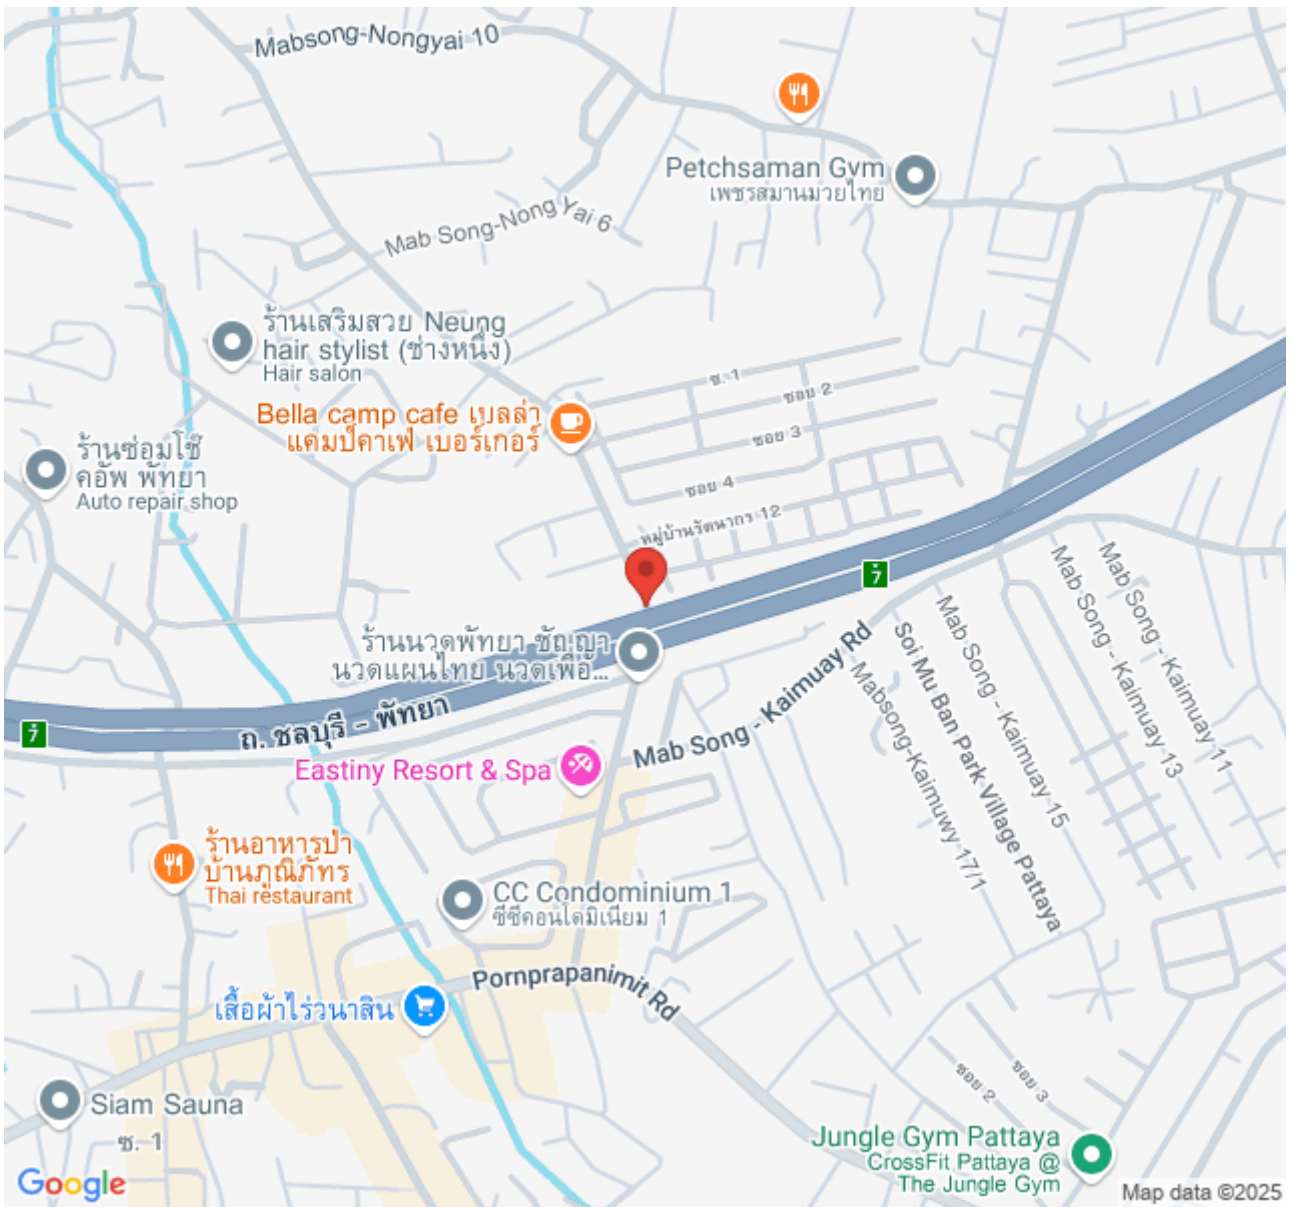 Mabsong-Nongyai 10
Petchsaman Gym
เพชรสมานมวยไทย
Mab Song-Nong Yai 6
ร้านเสริมสวย Neung
hair stylist (ช่างหนึ่ง)
Hair salon
ซ. 1
ซอย 2
Bella camp cafe เบลล่า
แคมป์คาเฟ่ เบอร์เกอร์
ซอย 3
ร้านซ่อมโช๊
คอัพ พัทยา
Auto repair shop
ซอย 4
หมู่บ้านรัตนากร 12
7
ร้านนวดพัทยา ชัญญา
นวดแผนไทย นวดเพื่อ...
Mab Song - Kaimuay 11
Mab Song - Kaimuay 13
Mab Song - Kaimuay 15
Soi Mu Ban Park Village Pattaya
Mabsong-Kaimuwy 17/1
Mab Song - Kaimuay Rd
7
ถ. ชลบุรี - พัทยา
Eastiny Resort & Spa
ร้านอาหารป่า
บ้านภูณิภัทร
Thai restaurant
CC Condominium 1
ซีซีคอนโดมิเนียม 1
Pornprapanimit Rd
เสื้อผ้าไร่วนาสิน
ซอย 2
ซอย 3
Siam Sauna
ซ. 1
Jungle Gym Pattaya
CrossFit Pattaya @
The Jungle Gym
Google
Map data ©2025